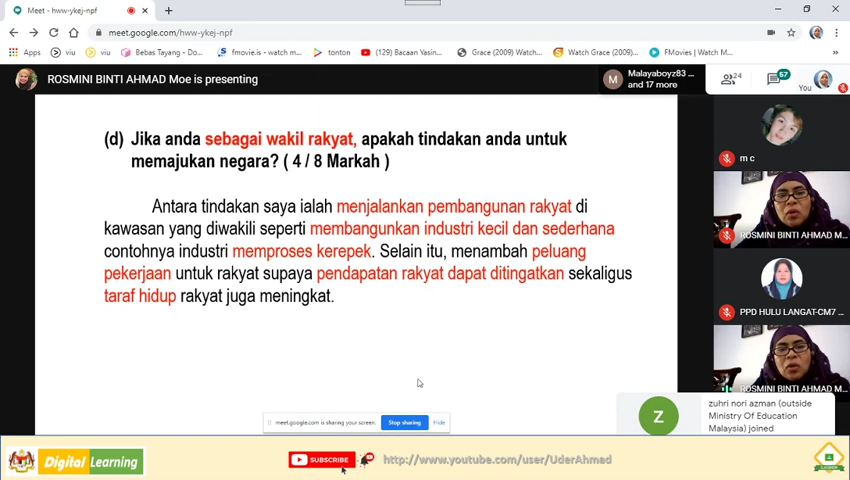 Meet - hww-ykej-npf
meet.google.com/hww-ykej-npf
Apps
viu
viu
Bebas Tayang - Do...
fmovie.is - watch m...
tonton
(129) Bacaan Yasin...
Grace (2009) Watch...
Watch Grace (2009)...
FMovies | Watch M...
ROSMINI BINTI AHMAD Moe is presenting
M
Malayaboyz83 ...
and 17 more
24
57
You
(d) Jika anda sebagai wakil rakyat, apakah tindakan anda untuk
memajukan negara? ( 4 / 8 Markah )
Antara tindakan saya ialah menjalankan pembangunan rakyat di
kawasan yang diwakili seperti membangunkan industri kecil dan sederhana
contohnya industri memproses kerepek. Selain itu, menambah peluang
pekerjaan untuk rakyat supaya pendapatan rakyat dapat ditingatkan sekaligus
taraf hidup rakyat juga meningkat.
m c
ROSMINI BINTI AHMAD M...
PPD HULU LANGAT-CM7 ...
ROSMINI BINTI AHMAD M...
Z
zuhri nori azman (outside
Ministry Of Education
Malaysia) joined
meet.google.com is sharing your screen.
Stop sharing
Hide
Digital Learning
SUBSCRIBE
http://www.youtube.com/user/UderAhmad